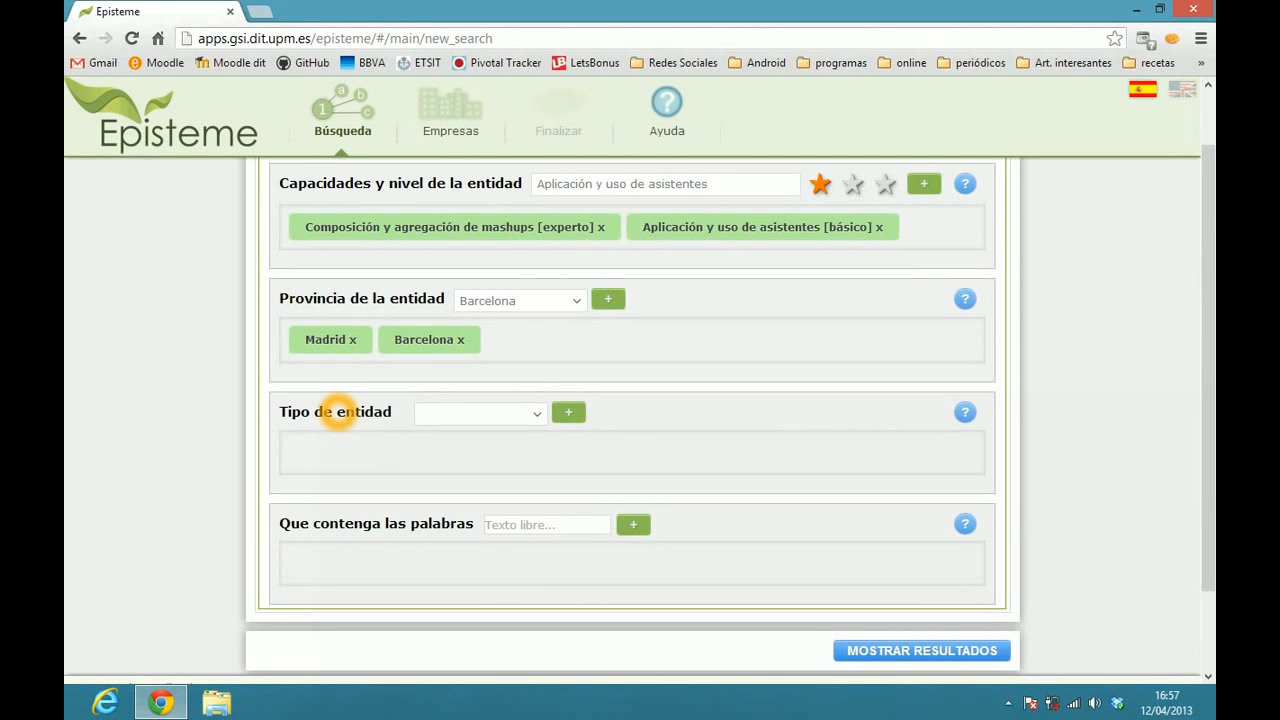 Episteme
apps.gsi.dit.upm.es/episteme/#/main/new_search
Gmail Moodle Moodle dit GitHub BBVA ETSIT Pivotal Tracker LetsBonus Redes Sociales Android programas online periódicos Art. interesantes recetas »
Episteme
1 a b c
Búsqueda Empresas Finalizar Ayuda
Capacidades y nivel de la entidad Aplicación y uso de asistentes + ?
Composición y agregación de mashups [experto] x Aplicación y uso de asistentes [básico] x
Provincia de la entidad Barcelona + ?
Madrid x Barcelona x
Tipo de entidad + ?
Que contenga las palabras Texto libre... + ?
MOSTRAR RESULTADOS
16:57
12/04/2013